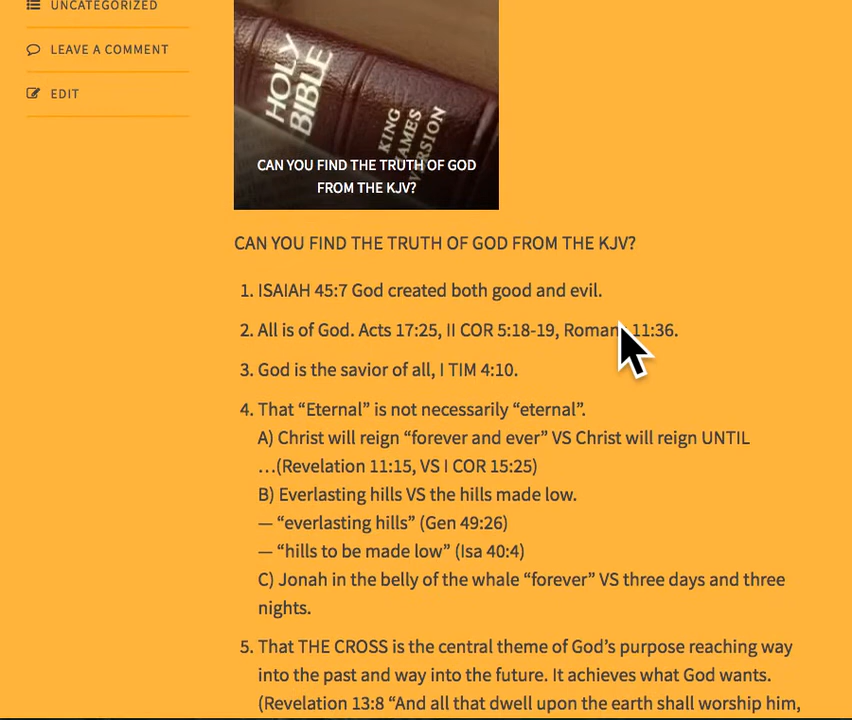 UNCATEGORIZED
LEAVE A COMMENT
EDIT
HOLY
BIBLE
KING
JAMES
VERSION
CAN YOU FIND THE TRUTH OF GOD
FROM THE KJV?
CAN YOU FIND THE TRUTH OF GOD FROM THE KJV?
1. ISAIAH 45:7 God created both good and evil.
2. All is of God. Acts 17:25, II COR 5:18-19, Romans 11:36.
3. God is the savior of all, I TIM 4:10.
4. That “Eternal” is not necessarily “eternal”.
A) Christ will reign “forever and ever” VS Christ will reign UNTIL
…(Revelation 11:15, VS I COR 15:25)
B) Everlasting hills VS the hills made low.
— “everlasting hills” (Gen 49:26)
— “hills to be made low” (Isa 40:4)
C) Jonah in the belly of the whale “forever” VS three days and three
nights.
5. That THE CROSS is the central theme of God’s purpose reaching way
into the past and way into the future. It achieves what God wants.
(Revelation 13:8 “And all that dwell upon the earth shall worship him,